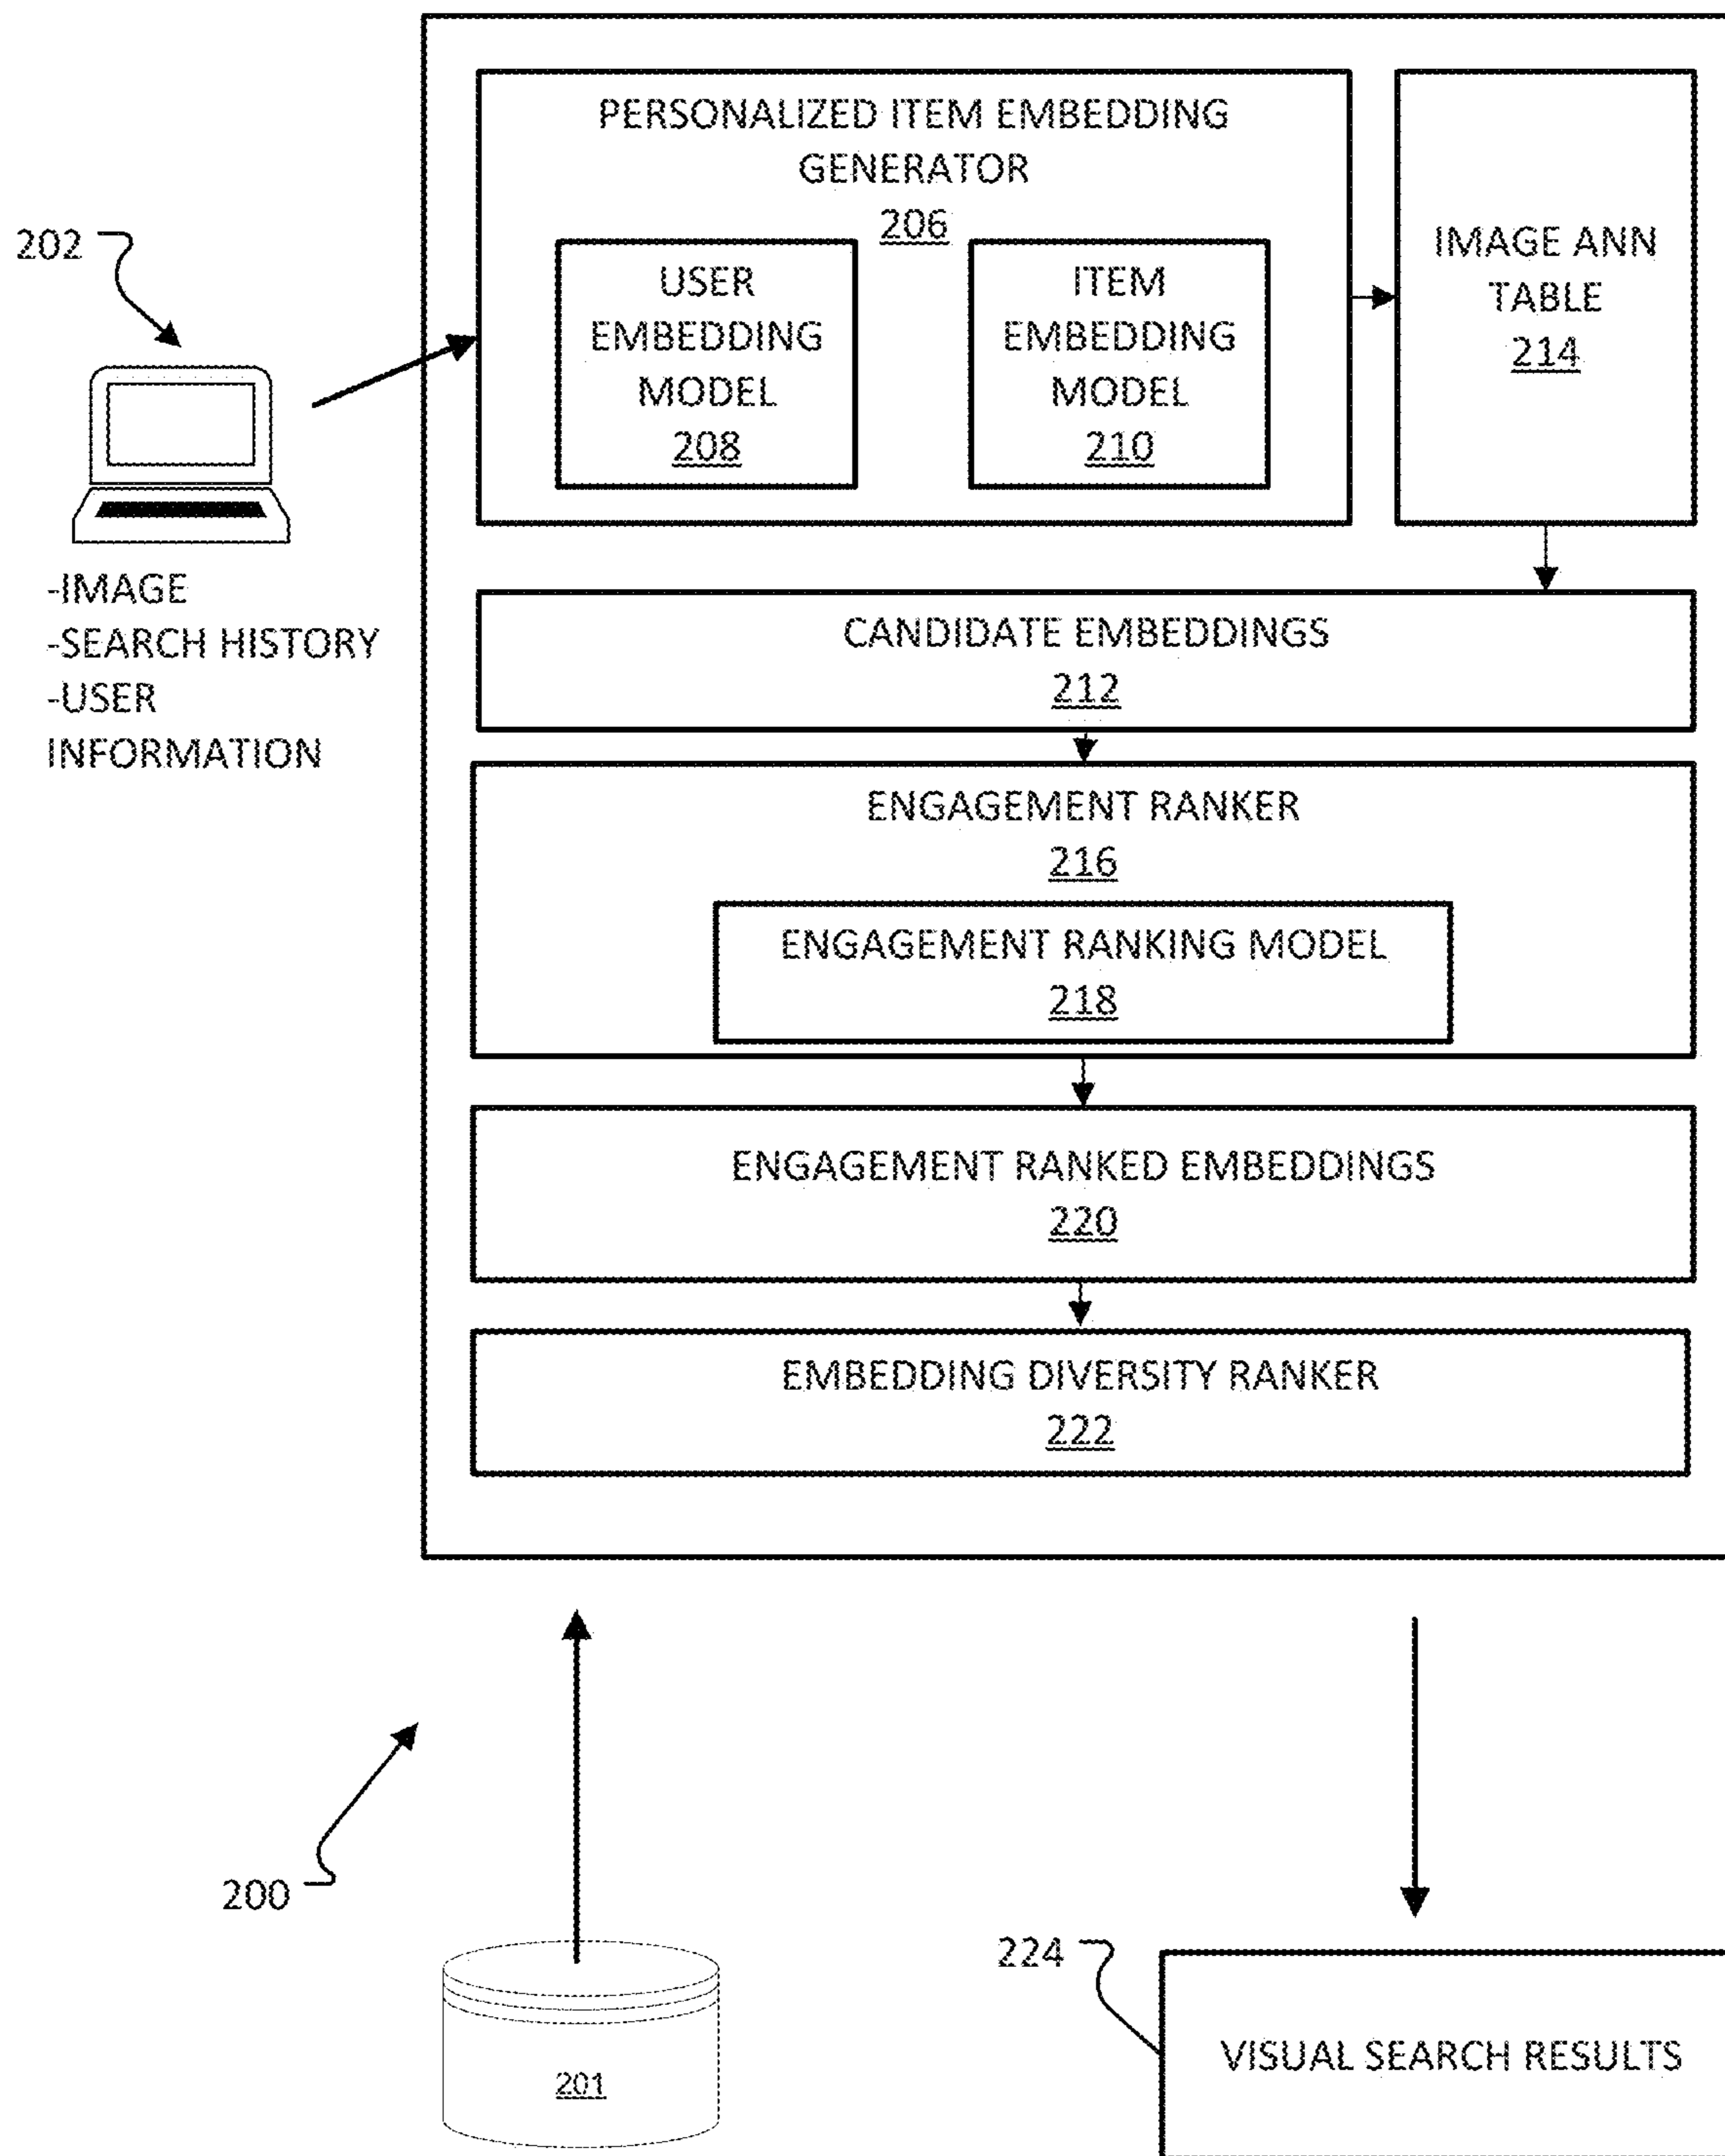 PERSONALIZED ITEM EMBEDDING
GENERATOR
206
USER
EMBEDDING
MODEL
208
ITEM
EMBEDDING
MODEL
210
IMAGE ANN
TABLE
214
202
-IMAGE
-SEARCH HISTORY
-USER
INFORMATION
CANDIDATE EMBEDDINGS
212
ENGAGEMENT RANKER
216
ENGAGEMENT RANKING MODEL
218
ENGAGEMENT RANKED EMBEDDINGS
220
EMBEDDING DIVERSITY RANKER
222
200
201
224
VISUAL SEARCH RESULTS